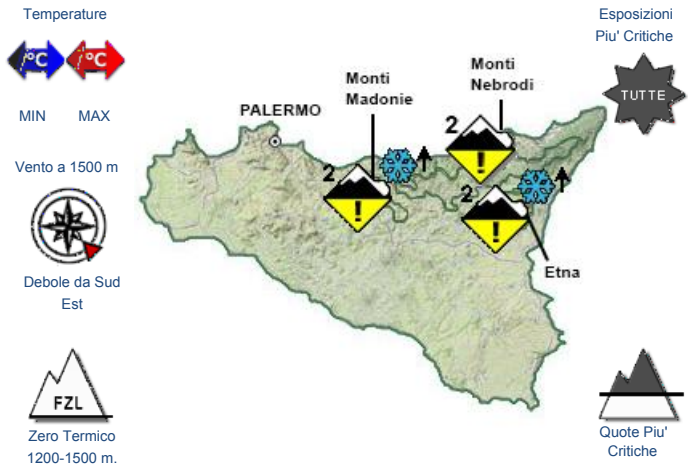 Temperature
°C
°C
MIN
MAX
Vento a 1500 m
Debole da Sud
Est
FZL
Zero Termico
1200-1500 m.
Monti
Madonie
PALERMO
Monti
Nebrodi
2
2
2
Etna
Esposizioni
Piu' Critiche
TUTTE
Quote Piu'
Critiche